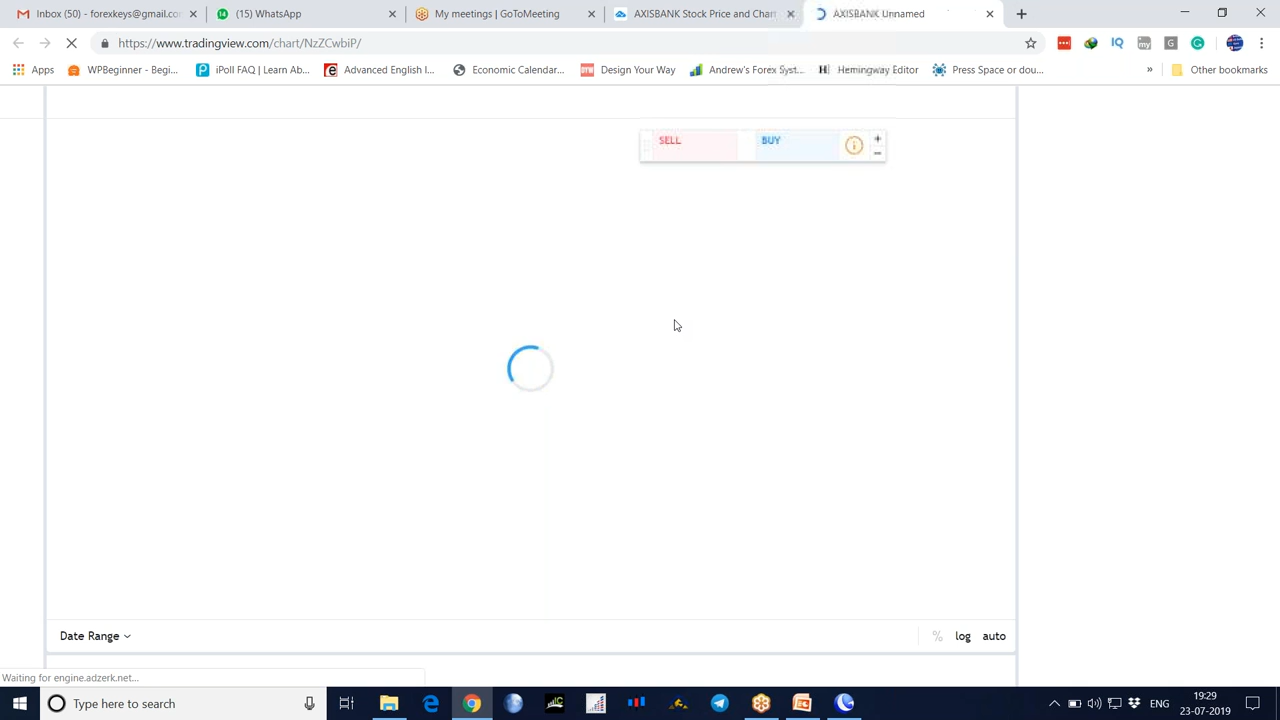 Inbox (50) - forexkeys@gmail.co
(15) WhatsApp
My meetings | GoToMeeting
AXISBANK Stock Price and Chart
AXISBANK Unnamed
https://www.tradingview.com/chart/NzZCwbiP/
Apps
WPBeginner - Begi...
iPoll FAQ | Learn Ab...
Advanced English I...
Economic Calendar...
Design Your Way
Andrew's Forex Syst...
Hemingway Editor
Press Space or dou...
»
Other bookmarks
SELL
BUY
Date Range
%
log
auto
Waiting for engine.adzerk.net...
Type here to search
ENG
19:29
23-07-2019